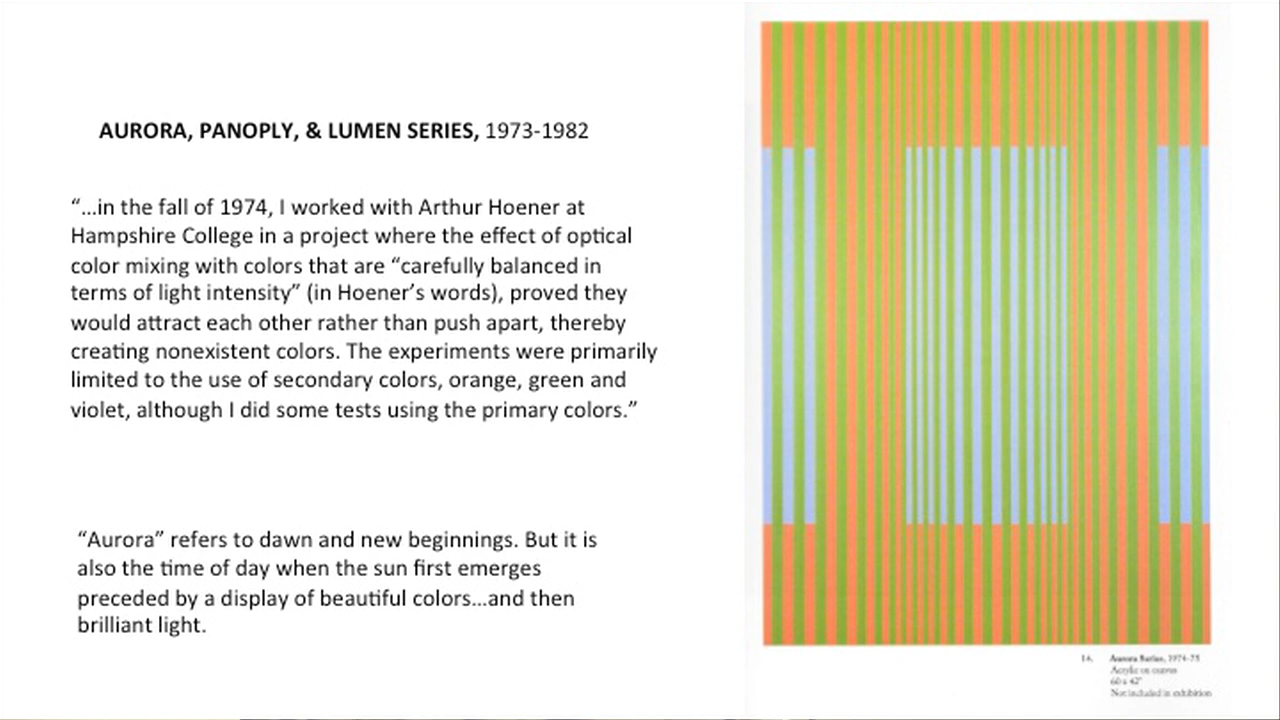 AURORA, PANOPLY, & LUMEN SERIES, 1973-1982
“...in the fall of 1974, I worked with Arthur Hoener at
Hampshire College in a project where the effect of optical
color mixing with colors that are “carefully balanced in
terms of light intensity” (in Hoener’s words), proved they
would attract each other rather than push apart, thereby
creating nonexistent colors. The experiments were primarily
limited to the use of secondary colors, orange, green and
violet, although I did some tests using the primary colors.”
“Aurora” refers to dawn and new beginnings. But it is
also the time of day when the sun first emerges
preceded by a display of beautiful colors...and then
brilliant light.
14. Aurora Series, 1974-75
Acrylic on canvas
60 x 42"
Not included in exhibition